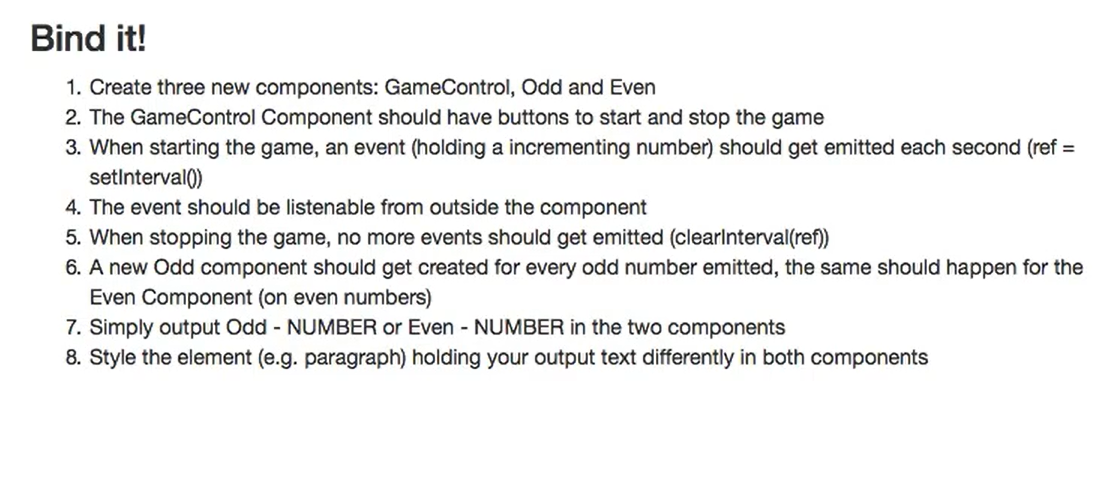 Bind it!
1. Create three new components: GameControl, Odd and Even
2. The GameControl Component should have buttons to start and stop the game
3. When starting the game, an event (holding a incrementing number) should get emitted each second (ref =
setInterval())
4. The event should be listenable from outside the component
5. When stopping the game, no more events should get emitted (clearInterval(ref))
6. A new Odd component should get created for every odd number emitted, the same should happen for the
Even Component (on even numbers)
7. Simply output Odd - NUMBER or Even - NUMBER in the two components
8. Style the element (e.g. paragraph) holding your output text differently in both components